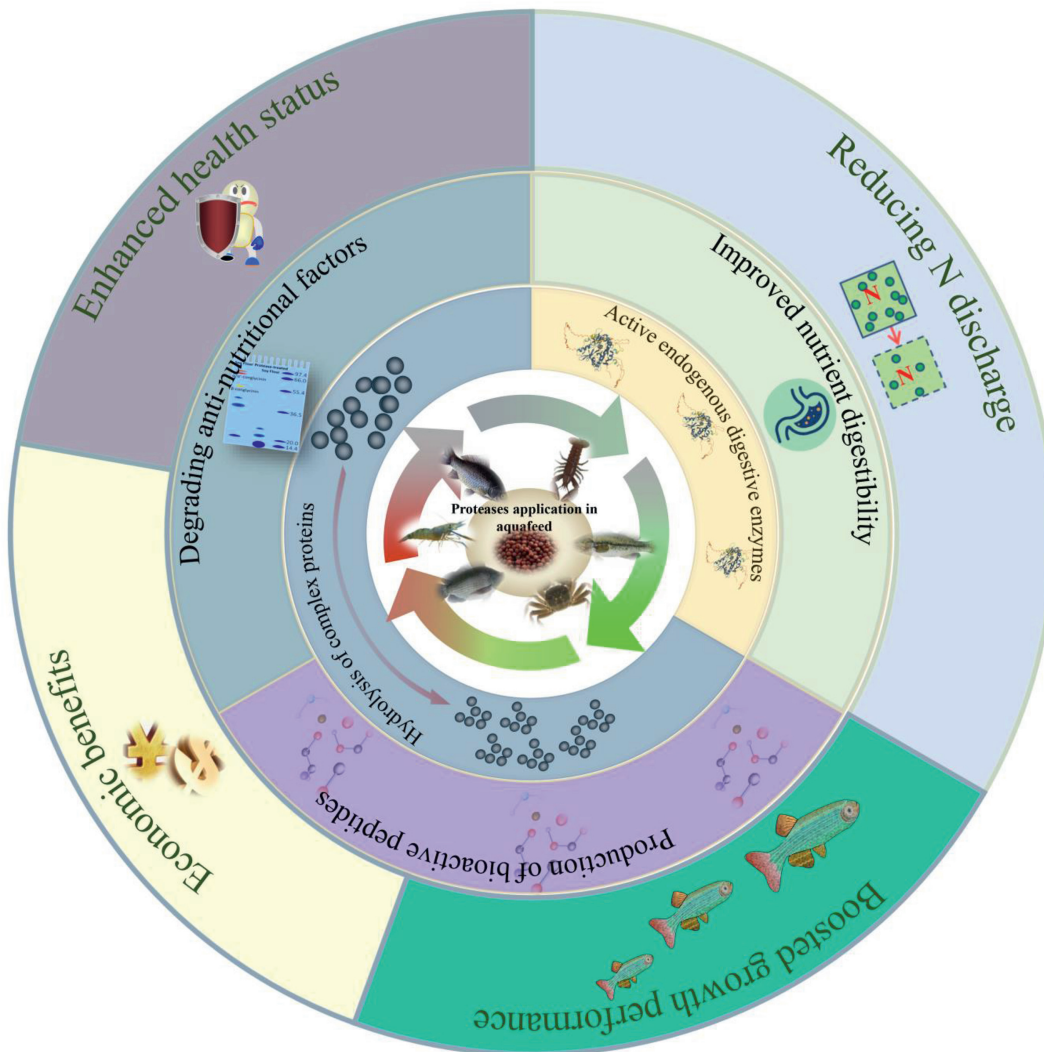 Enhanced health status
Reducing N discharge
Degrading anti-nutritional factors
Improved nutrient digestibility
Active endogenous digestive enzymes
N
N
Proteases application in
aquafeed
Hydrolysis of complex proteins
Production of bioactive peptides
Economic benefits
¥
$
Boosted growth performance